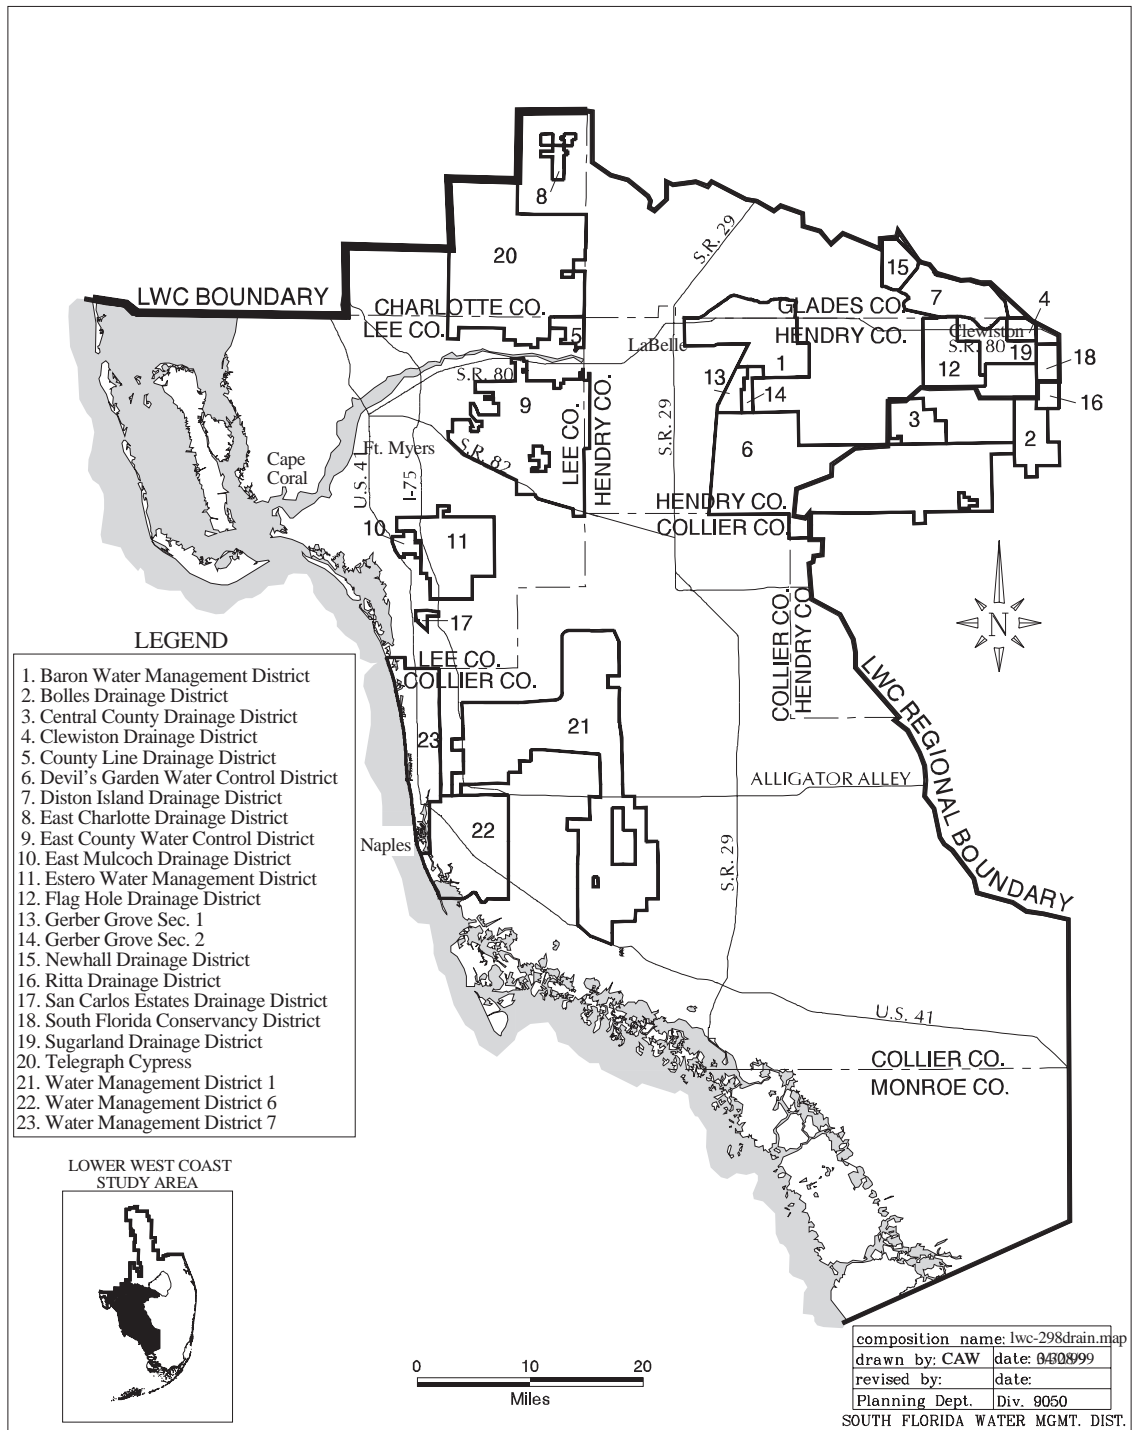 8
S.R. 29
20
15
LWC BOUNDARY
7
4
CHARLOTTE CO.
GLADES CO.
LEE CO.
HENDRY CO.
5
LaBelle
Clewiston
S.R. 80
19
1
18
S.R. 80
13
12
14
16
9
LEE CO.
HENDRY CO.
S.R. 29
3
2
Ft. Myers
S.R. 82
6
Cape
Coral
U.S. 41
I-75
HENDRY CO.
COLLIER CO.
10
11
N
17
COLLIER CO.
HENDRY CO.
LEE CO.
COLLIER CO.
LWC REGIONAL BOUNDARY
21
23
ALLIGATOR ALLEY
22
Naples
S.R. 29
U.S. 41
COLLIER CO.
MONROE CO.
LEGEND
1. Baron Water Management District
2. Bolles Drainage District
3. Central County Drainage District
4. Clewiston Drainage District
5. County Line Drainage District
6. Devil's Garden Water Control District
7. Diston Island Drainage District
8. East Charlotte Drainage District
9. East County Water Control District
10. East Mulcoch Drainage District
11. Estero Water Management District
12. Flag Hole Drainage District
13. Gerber Grove Sec. 1
14. Gerber Grove Sec. 2
15. Newhall Drainage District
16. Ritta Drainage District
17. San Carlos Estates Drainage District
18. South Florida Conservancy District
19. Sugarland Drainage District
20. Telegraph Cypress
21. Water Management District 1
22. Water Management District 6
23. Water Management District 7
LOWER WEST COAST
STUDY AREA
0 10 20
Miles
composition name: lwc-298drain.map
drawn by: CAW date:
revised by: date:
Planning Dept. Div. 9050
SOUTH FLORIDA WATER MGMT. DIST.